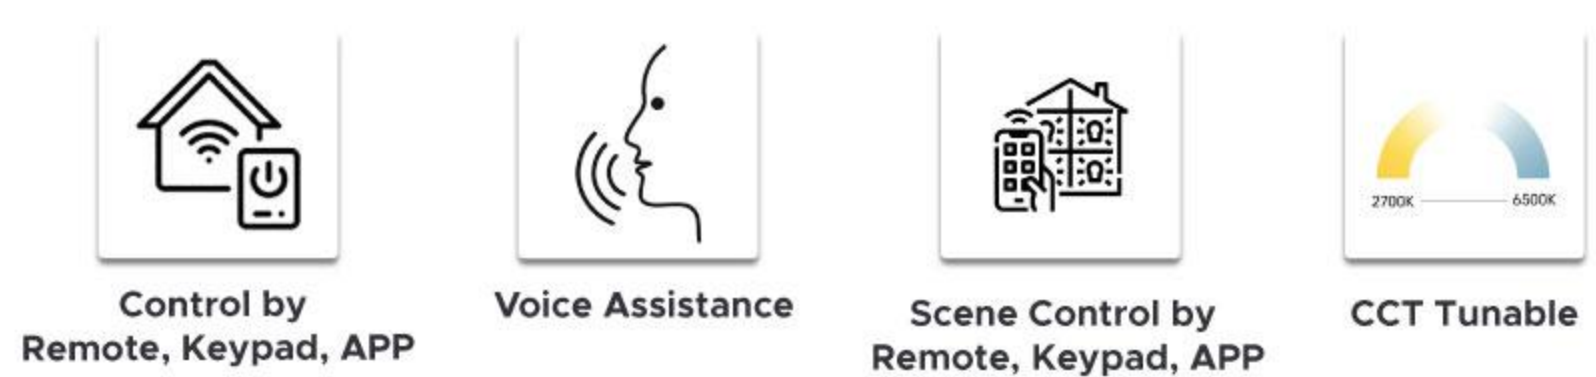 Control by
Remote, Keypad, APP
Voice Assistance
Scene Control by
Remote, Keypad, APP
2700K
6500K
CCT Tunable